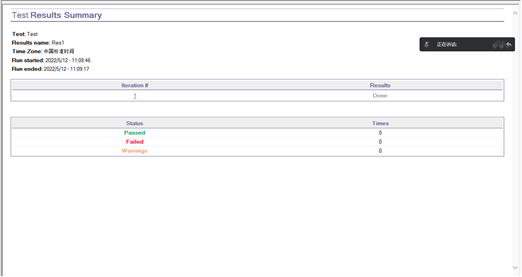 Test Results Summary
Test: Test
Results name: Res1
Time Zone: 中国标准时间
Run started: 2022/5/12 - 11:08:46
Run ended: 2022/5/12 - 11:09:17
正在讲话:
Iteration # Results
1 Done
Status Times
Passed 0
Failed 0
Warnings 0